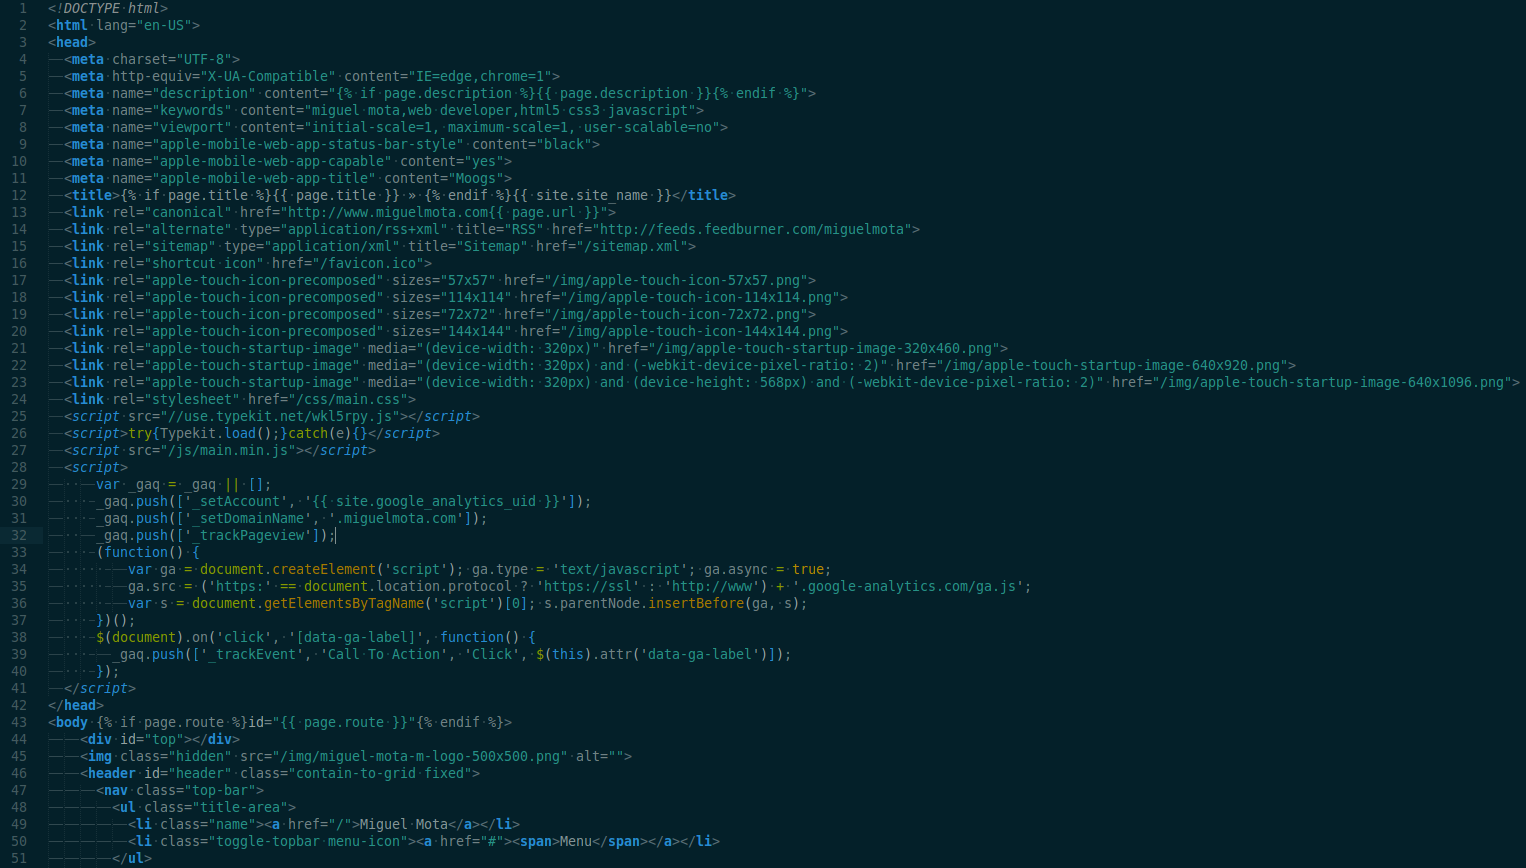 1 <!DOCTYPE html>
2 <html lang="en-US">
3 <head>
4 <meta charset="UTF-8">
5 <meta http-equiv="X-UA-Compatible" content="IE=edge,chrome=1">
6 <meta name="description" content="{% if page.description %}{{ page.description }}{% endif %}">
7 <meta name="keywords" content="miguel mota,web developer,html5 css3 javascript">
8 <meta name="viewport" content="initial-scale=1, maximum-scale=1, user-scalable=no">
9 <meta name="apple-mobile-web-app-status-bar-style" content="black">
10 <meta name="apple-mobile-web-app-capable" content="yes">
11 <meta name="apple-mobile-web-app-title" content="Moogs">
12 <title>{% if page.title %}{{ page.title }} » {% endif %}{{ site.site_name }}</title>
13 <link rel="canonical" href="http://www.miguelmota.com{{ page.url }}">
14 <link rel="alternate" type="application/rss+xml" title="RSS" href="http://feeds.feedburner.com/miguelmota">
15 <link rel="sitemap" type="application/xml" title="Sitemap" href="/sitemap.xml">
16 <link rel="shortcut icon" href="/favicon.ico">
17 <link rel="apple-touch-icon-precomposed" sizes="57x57" href="/img/apple-touch-icon-57x57.png">
18 <link rel="apple-touch-icon-precomposed" sizes="114x114" href="/img/apple-touch-icon-114x114.png">
19 <link rel="apple-touch-icon-precomposed" sizes="72x72" href="/img/apple-touch-icon-72x72.png">
20 <link rel="apple-touch-icon-precomposed" sizes="144x144" href="/img/apple-touch-icon-144x144.png">
21 <link rel="apple-touch-startup-image" media="(device-width: 320px)" href="/img/apple-touch-startup-image-320x460.png">
22 <link rel="apple-touch-startup-image" media="(device-width: 320px) and (-webkit-device-pixel-ratio: 2)" href="/img/apple-touch-startup-image-640x920.png">
23 <link rel="apple-touch-startup-image" media="(device-width: 320px) and (device-height: 568px) and (-webkit-device-pixel-ratio: 2)" href="/img/apple-touch-startup-image-640x1096.png">
24 <link rel="stylesheet" href="/css/main.css">
25 <script src="//use.typekit.net/wkl5rpy.js"></script>
26 <script>try{Typekit.load();}catch(e){}</script>
27 <script src="/js/main.min.js"></script>
28 <script>
29 var _gaq = _gaq || [];
30 _gaq.push(['_setAccount', '{{ site.google_analytics_uid }}']);
31 _gaq.push(['_setDomainName', '.miguelmota.com']);
32 _gaq.push(['_trackPageview']);
33 (function() {
34 var ga = document.createElement('script'); ga.type = 'text/javascript'; ga.async = true;
35 ga.src = ('https:' == document.location.protocol ? 'https://ssl' : 'http://www') + '.google-analytics.com/ga.js';
36 var s = document.getElementsByTagName('script')[0]; s.parentNode.insertBefore(ga, s);
37 })();
38 $(document).on('click', '[data-ga-label]', function() {
39 _gaq.push(['_trackEvent', 'Call To Action', 'Click', $(this).attr('data-ga-label')]);
40 });
41 </script>
42 </head>
43 <body {% if page.route %}id="{{ page.route }}"{% endif %}>
44 <div id="top"></div>
45 <img class="hidden" src="/img/miguel-mota-m-logo-500x500.png" alt="">
46 <header id="header" class="contain-to-grid fixed">
47 <nav class="top-bar">
48 <ul class="title-area">
49 <li class="name"><a href="/">Miguel Mota</a></li>
50 <li class="toggle-topbar menu-icon"><a href="#"><span>Menu</span></a></li>
51 </ul>